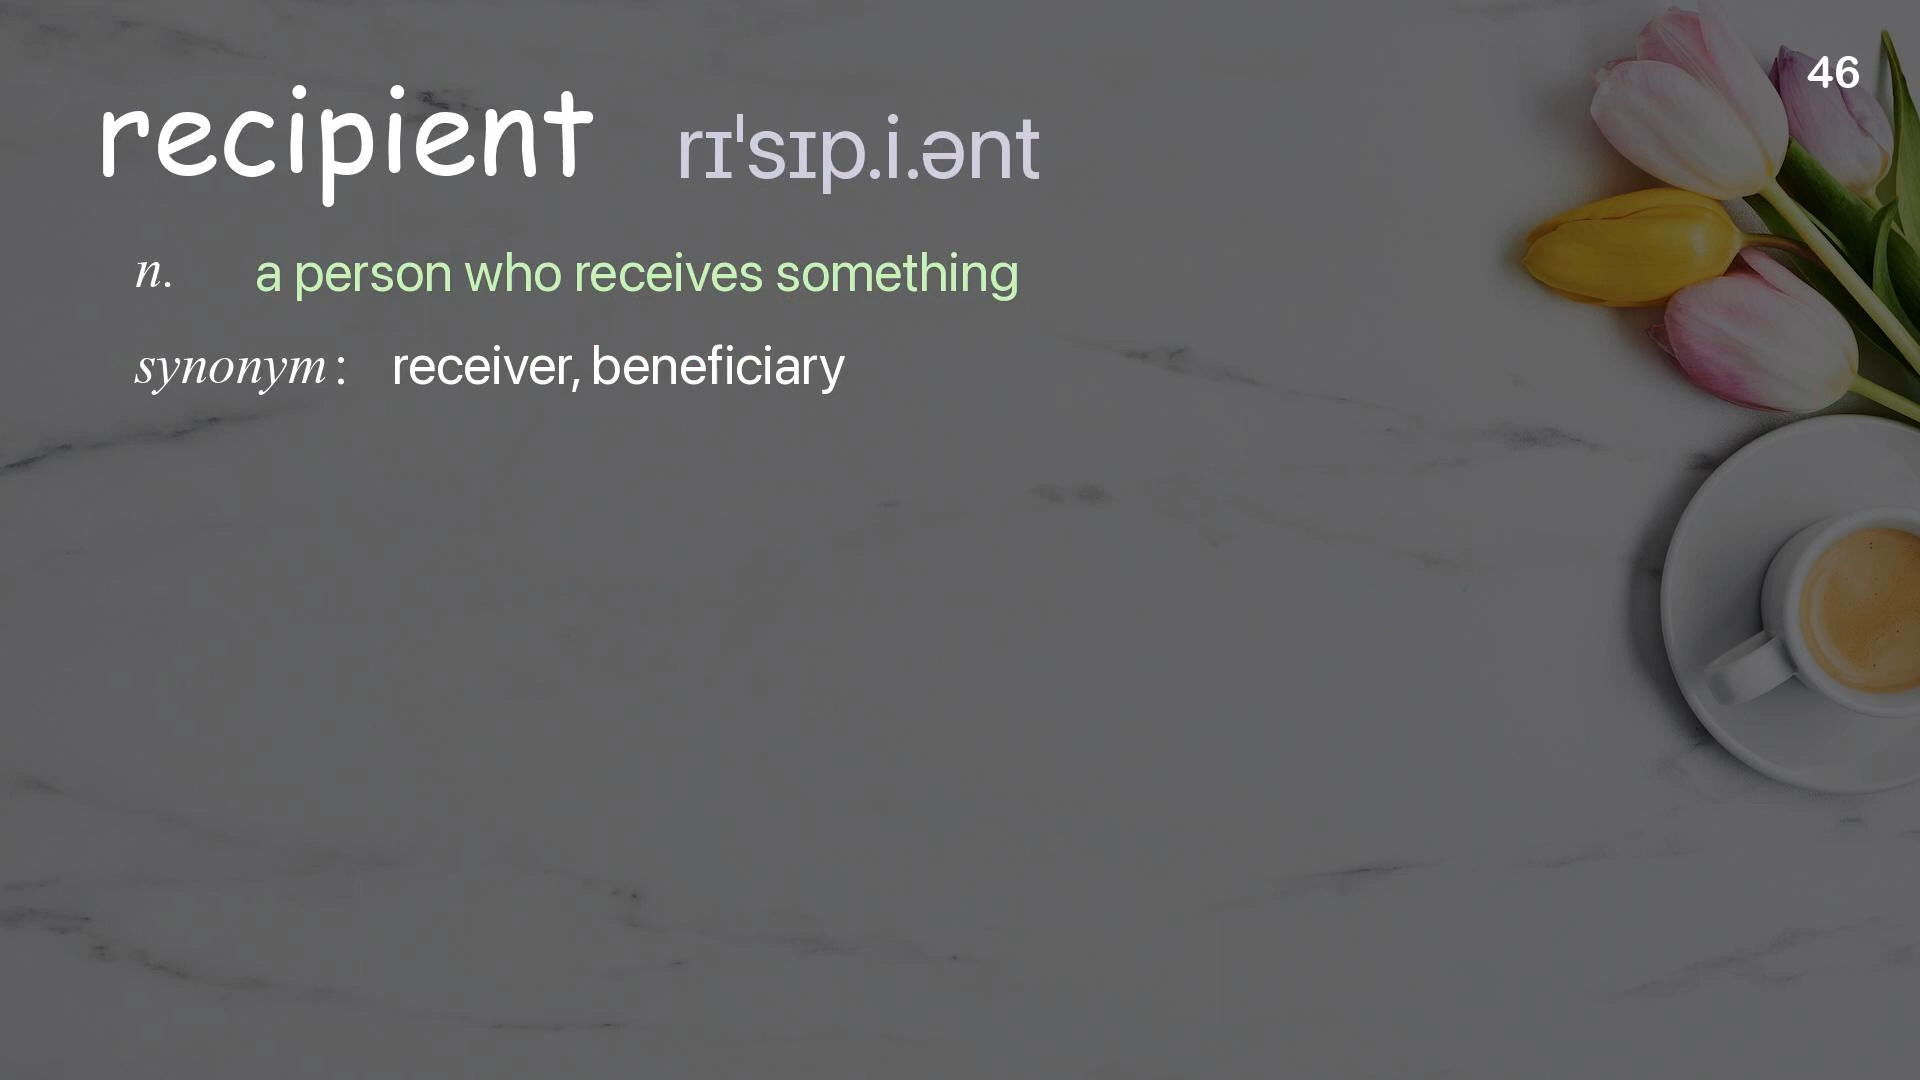 46
recipient rɪˈsɪp.i.ənt
n. a person who receives something
synonym: receiver, beneficiary